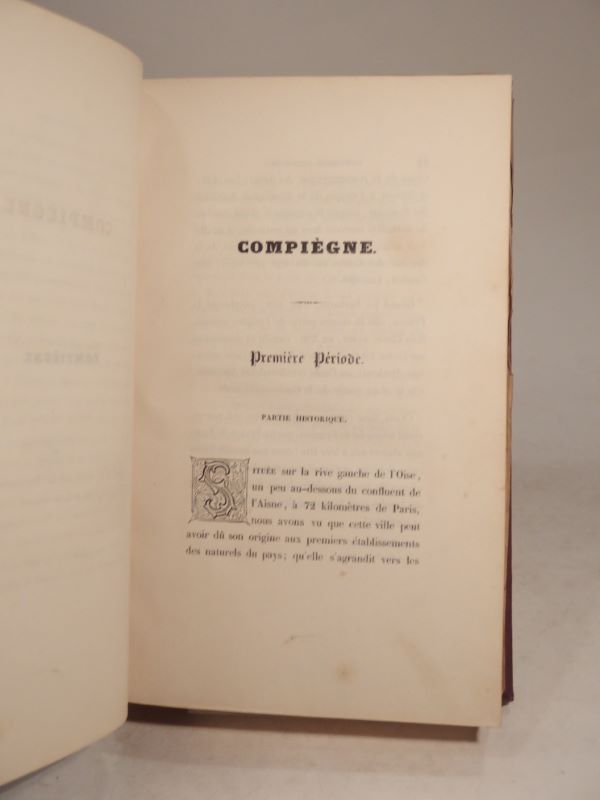 COMPIÈGNE.
Première Période.
PARTIE HISTORIQUE.
SITUÉE sur la rive gauche de l'Oise,
un peu au-dessous du confluent de
l'Aisne, à 72 kilomètres de Paris,
nous avons vu que cette ville peut
avoir dû son origine aux premiers établissements
des naturels du pays; qu'elle s'agrandit vers les